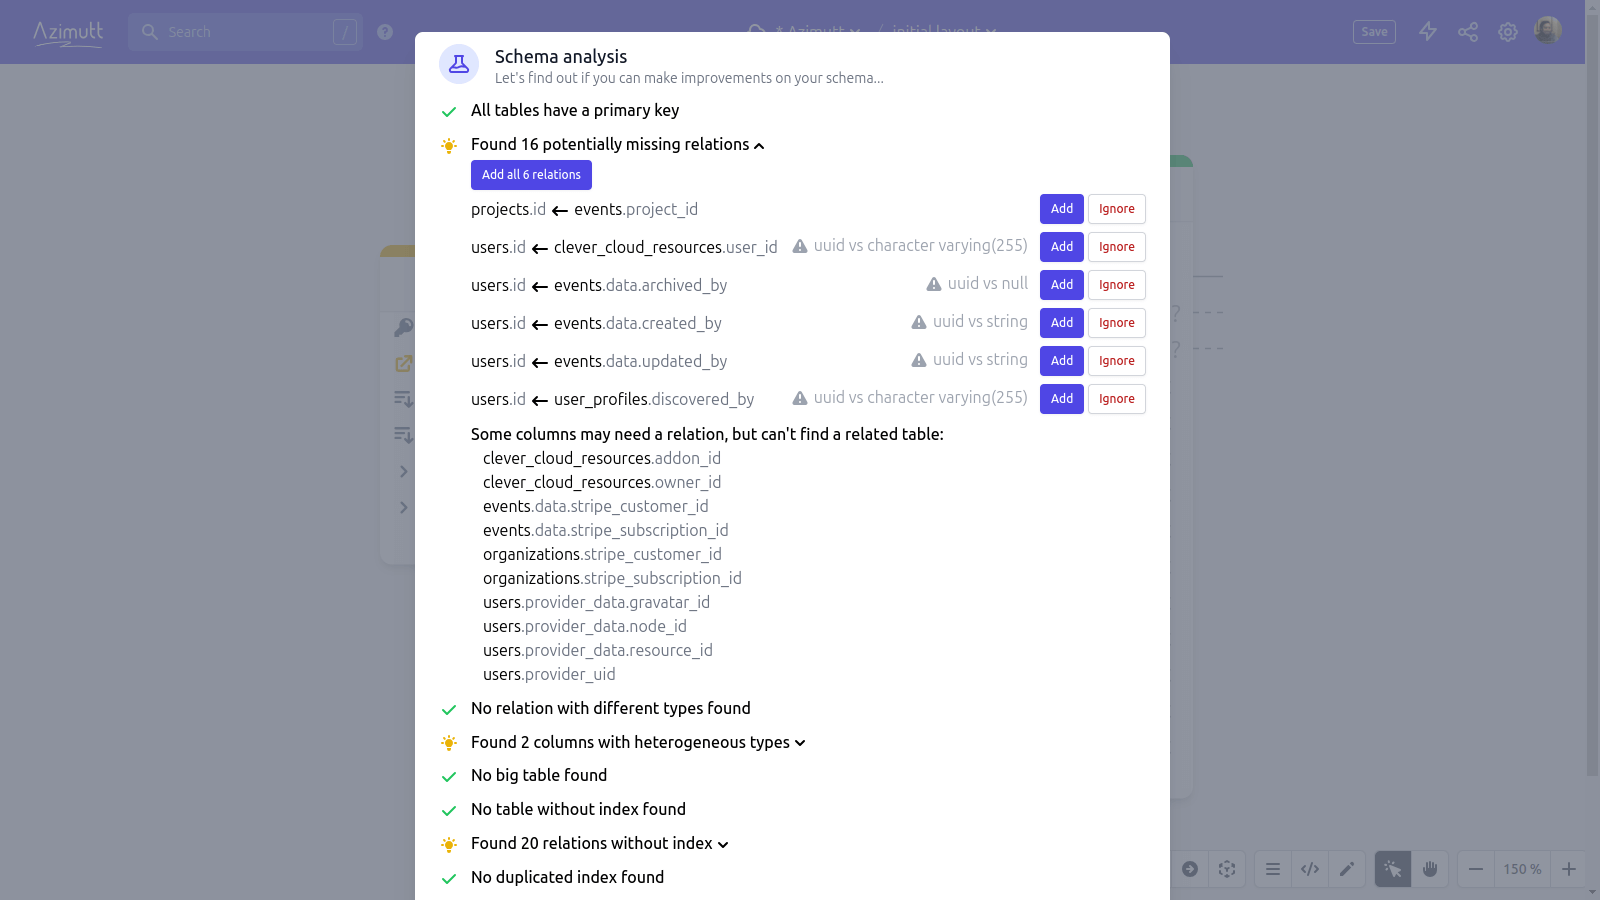 Azimutt
Search
/
?
* Azimutt
/
initial layout
Save
Schema analysis
Let's find out if you can make improvements on your schema...
All tables have a primary key
Found 16 potentially missing relations
Add all 6 relations
projects.id ← events.project_id
Add
Ignore
users.id ← clever_cloud_resources.user_id
uuid vs character varying(255)
Add
Ignore
users.id ← events.data.archived_by
uuid vs null
Add
Ignore
users.id ← events.data.created_by
uuid vs string
Add
Ignore
users.id ← events.data.updated_by
uuid vs string
Add
Ignore
users.id ← user_profiles.discovered_by
uuid vs character varying(255)
Add
Ignore
Some columns may need a relation, but can't find a related table:
clever_cloud_resources.addon_id
clever_cloud_resources.owner_id
events.data.stripe_customer_id
events.data.stripe_subscription_id
organizations.stripe_customer_id
organizations.stripe_subscription_id
users.provider_data.gravatar_id
users.provider_data.node_id
users.provider_data.resource_id
users.provider_uid
No relation with different types found
Found 2 columns with heterogeneous types
No big table found
No table without index found
Found 20 relations without index
No duplicated index found
?
?
150 %